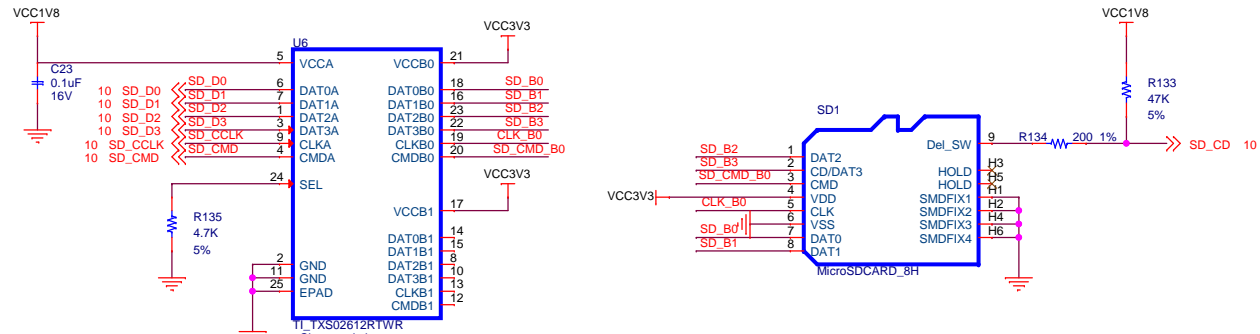 VCC1V8
VCC3V3
VCC1V8
U6
C23
0.1uF
16V
5 VCCA VCCB0 21
10 SD_D0 SD_D0 6 DAT0A DAT0B0 18 SD_B0
10 SD_D1 SD_D1 7 DAT1A DAT1B0 16 SD_B1
10 SD_D2 SD_D2 1 DAT2A DAT2B0 23 SD_B2
10 SD_D3 SD_D3 3 DAT3A DAT3B0 22 SD_B3
10 SD_CCLK SD_CCLK 9 CLKA CLKB0 19 CLK_B0
10 SD_CMD SD_CMD 4 CMDA CMDB0 20 SD_CMD_B0
24 SEL
VCC3V3
VCCB1 17
R135
4.7K
5%
DAT0B1 14
DAT1B1 15
2 GND DAT2B1 8
11 GND DAT3B1 10
25 EPAD CLKB1 13
CMDB1 12
TI_TXS02612RTWR
R133
47K
5%
SD1
Del_SW 9 R134 200 1% SD_CD 10
SD_B2 1 DAT2
SD_B3 2 CD/DAT3 HOLD H3
SD_CMD_B0 3 CMD HOLD H5
VCC3V3 4 VDD SMDFIX1 H1
CLK_B0 5 CLK SMDFIX2 H2
6 VSS SMDFIX3 H4
SD_B0 7 DAT0 SMDFIX4 H6
SD_B1 8 DAT1
MicroSDCARD_8H